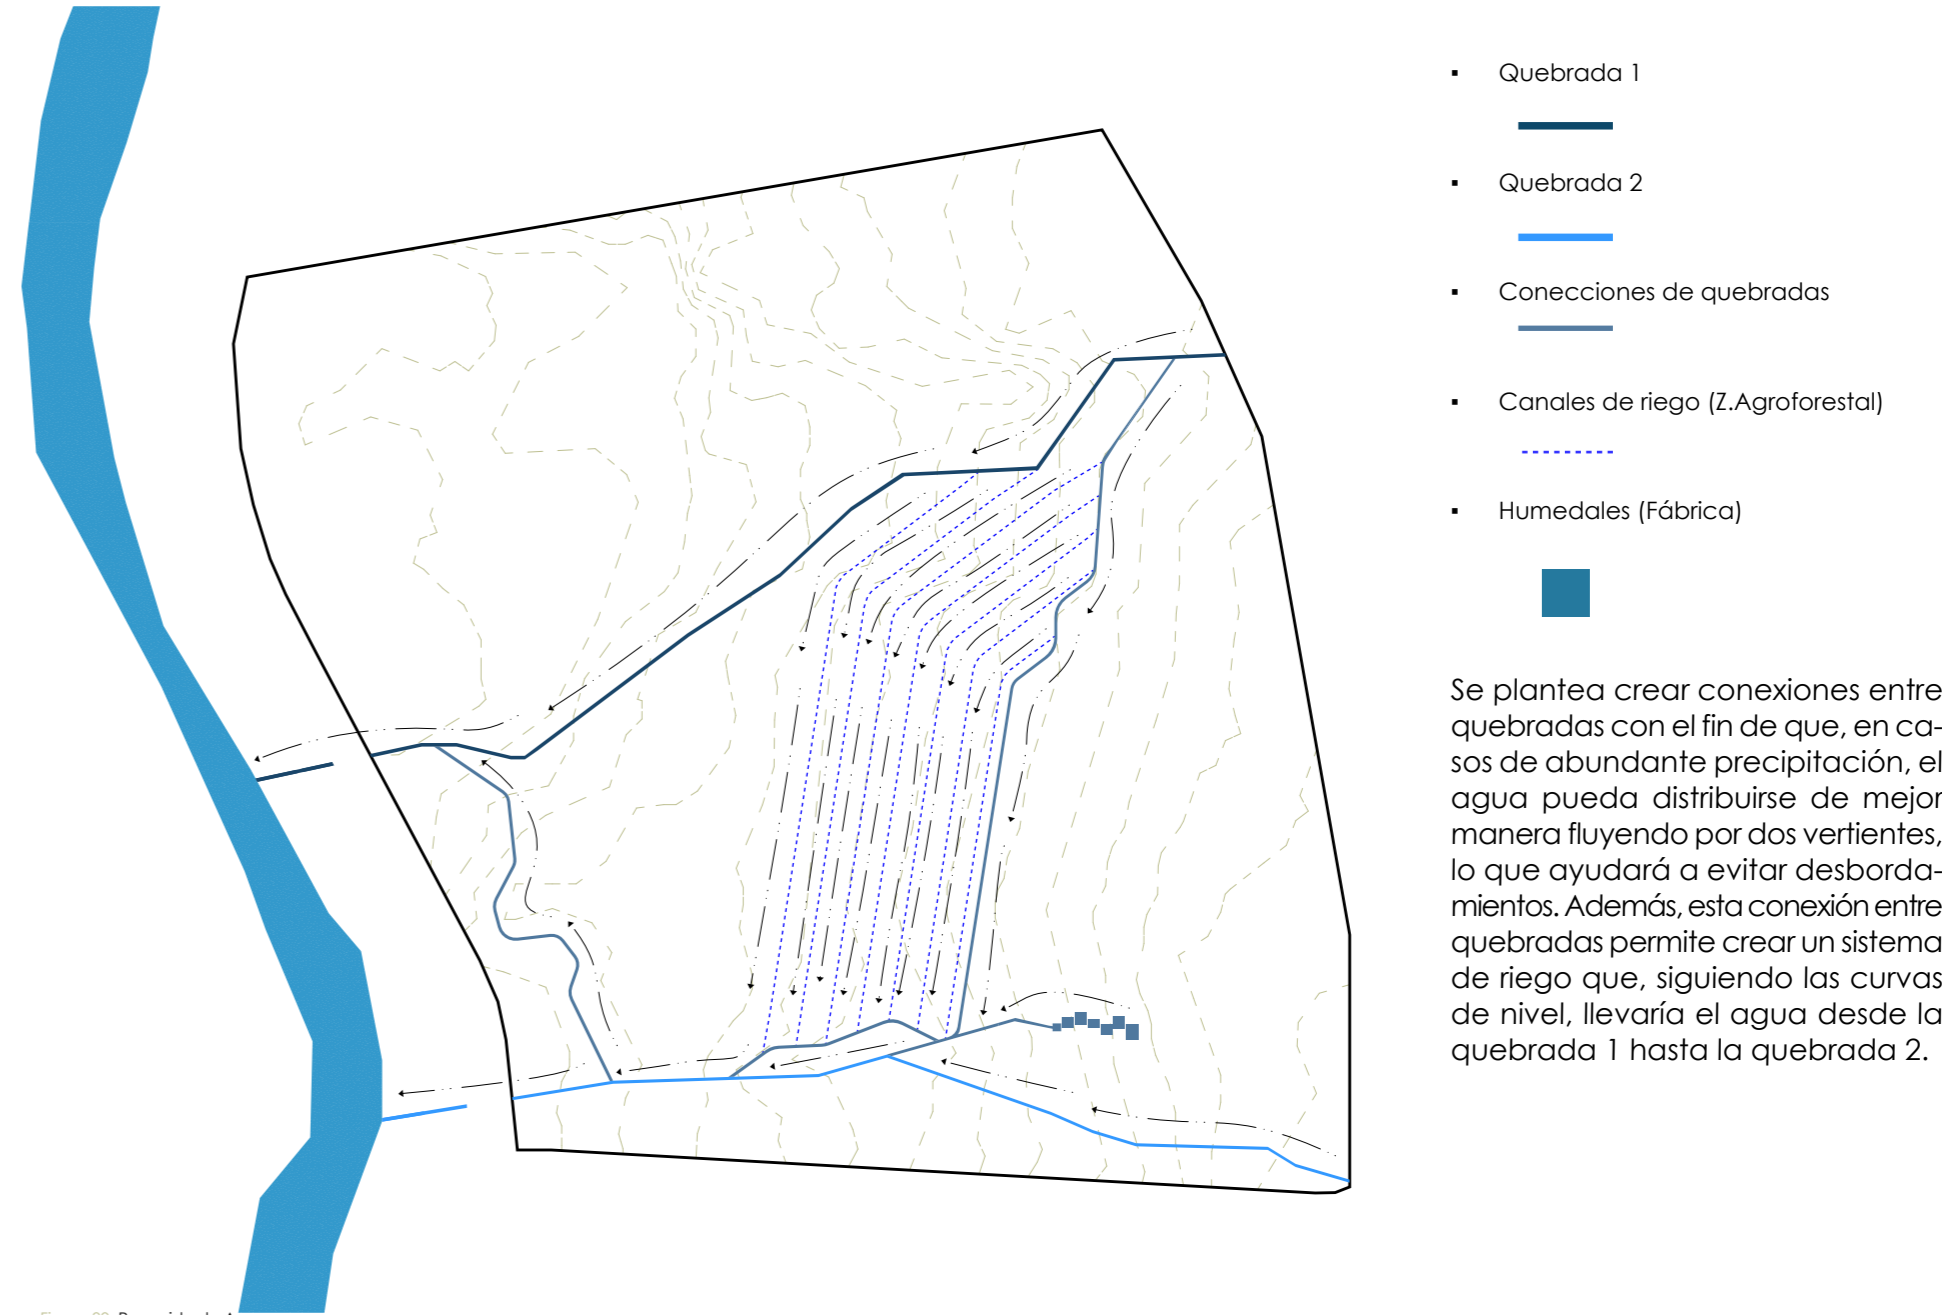 Quebrada 1
Quebrada 2
Conecciones de quebradas
Canales de riego (Z.Agroforestal)
Humedales (Fábrica)
Se plantea crear conexiones entre
quebradas con el fin de que, en ca-
sos de abundante precipitación, el
agua pueda distribuirse de mejor
manera fluyendo por dos vertientes,
lo que ayudará a evitar desborda-
mientos. Además, esta conexión entre
quebradas permite crear un sistema
de riego que, siguiendo las curvas
de nivel, llevaría el agua desde la
quebrada 1 hasta la quebrada 2.